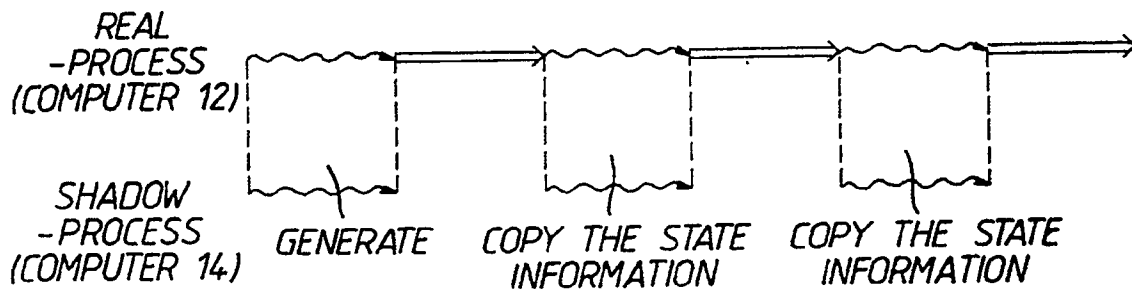 REAL
-PROCESS
(COMPUTER 12)
SHADOW
-PROCESS
(COMPUTER 14)
GENERATE
COPY THE STATE
INFORMATION
COPY THE STATE
INFORMATION